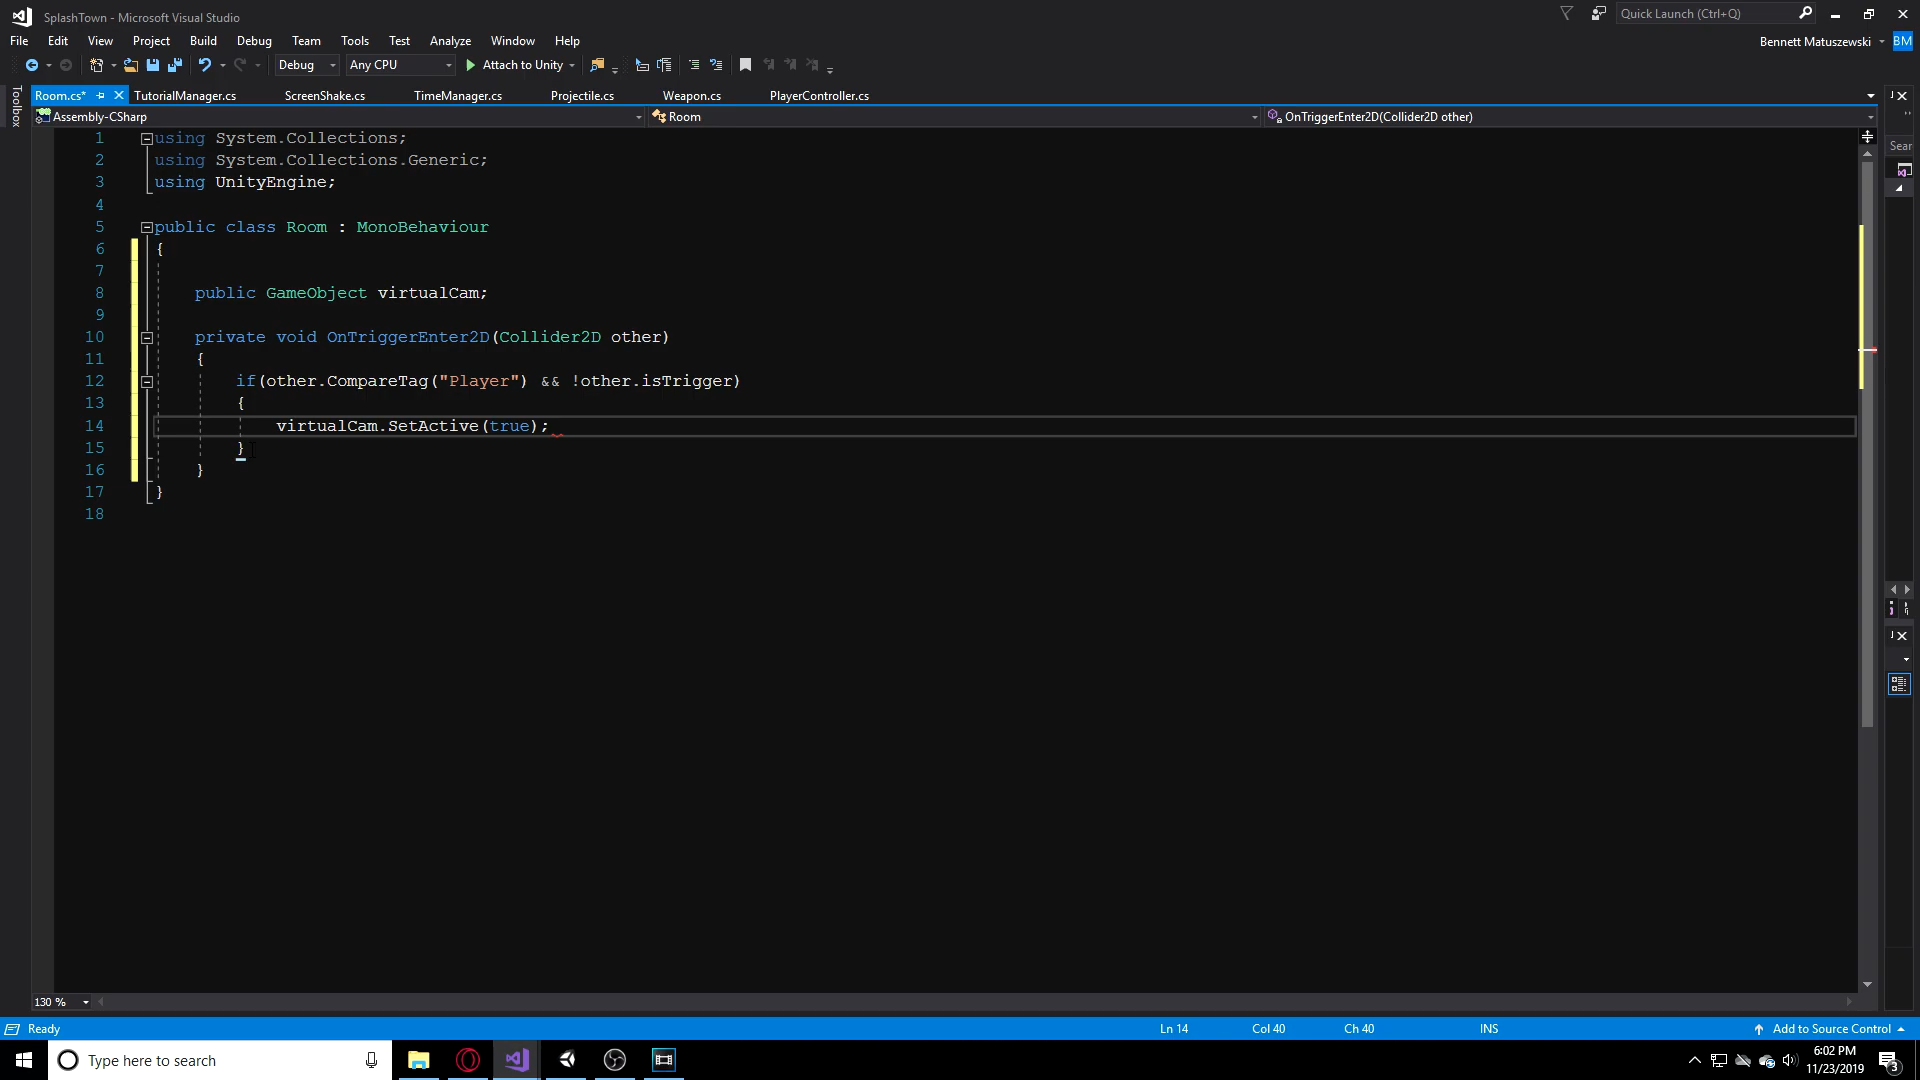 SplashTown - Microsoft Visual Studio
Quick Launch (Ctrl+Q)
File Edit View Project Build Debug Team Tools Test Analyze Window Help
Bennett Matuszewski BM
Debug Any CPU Attach to Unity
Toolbox
Room.cs* TutorialManager.cs ScreenShake.cs TimeManager.cs Projectile.cs Weapon.cs PlayerController.cs
Assembly-CSharp Room OnTriggerEnter2D(Collider2D other)
Sear
1 using System.Collections;
2 using System.Collections.Generic;
3 using UnityEngine;
4
5 public class Room : MonoBehaviour
6 {
7
8 public GameObject virtualCam;
9
10 private void OnTriggerEnter2D(Collider2D other)
11 {
12 if(other.CompareTag("Player") && !other.isTrigger)
13 {
14 virtualCam.SetActive(true);
15 }
16 }
17 }
18
130 %
Ready Ln 14 Col 40 Ch 40 INS Add to Source Control
Type here to search
6:02 PM
11/23/2019
3